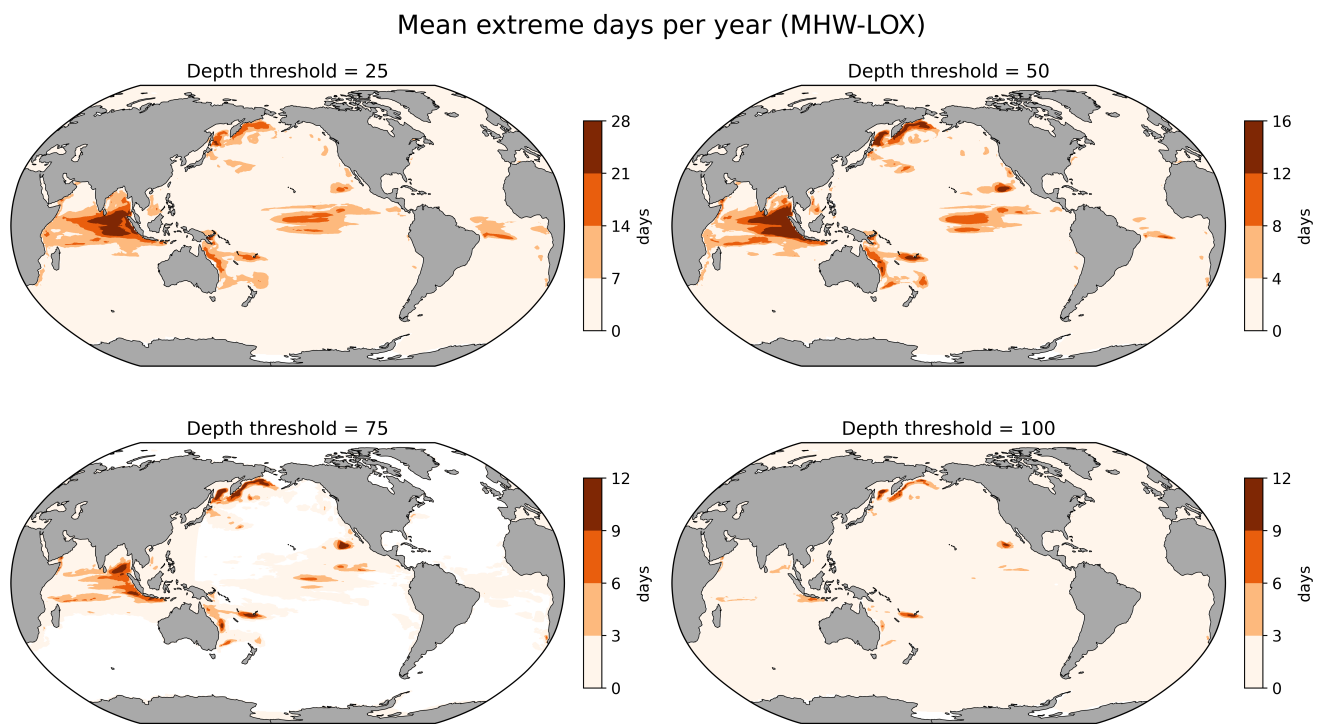 Mean extreme days per year (MHW-LOX)
Depth threshold = 25
28
21
14
7
0
days
Depth threshold = 50
16
12
8
4
0
days
Depth threshold = 75
12
9
6
3
0
days
Depth threshold = 100
12
9
6
3
0
days